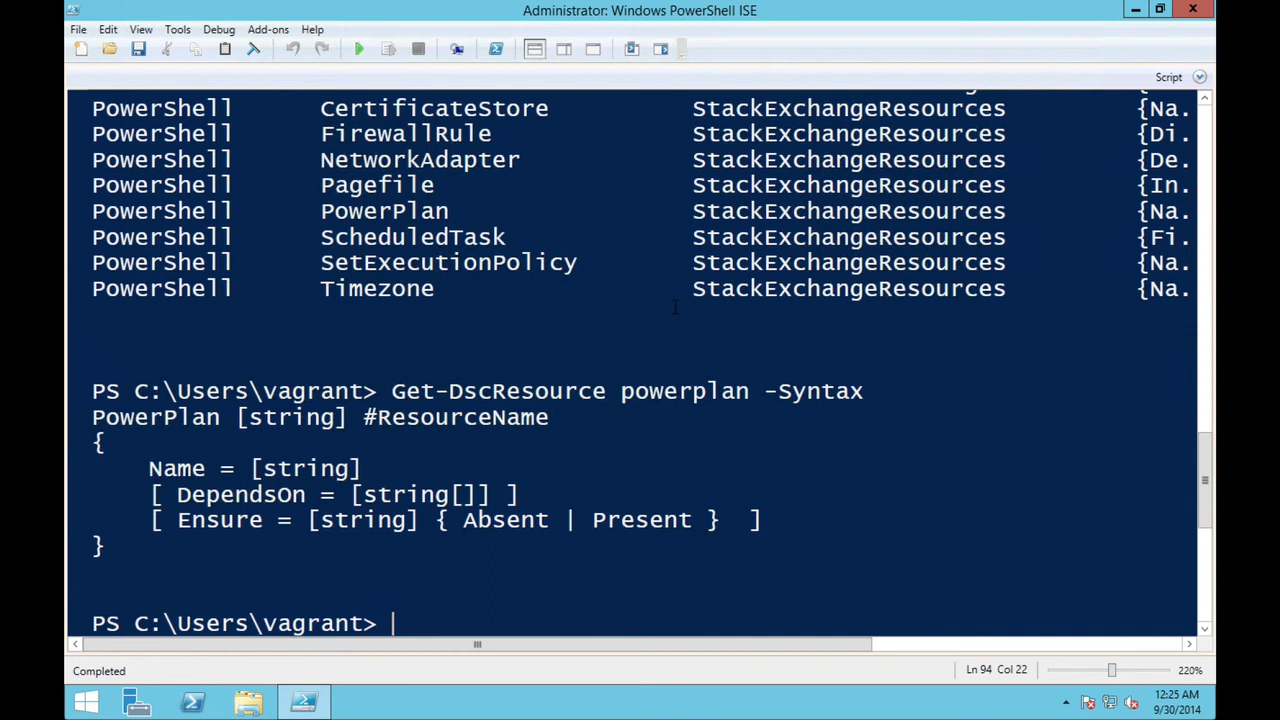 Administrator: Windows PowerShell ISE
File Edit View Tools Debug Add-ons Help
Script
PowerShell CertificateStore StackExchangeResources {Na.
PowerShell FirewallRule StackExchangeResources {Di.
PowerShell NetworkAdapter StackExchangeResources {De.
PowerShell Pagefile StackExchangeResources {In.
PowerShell PowerPlan StackExchangeResources {Na.
PowerShell ScheduledTask StackExchangeResources {Fi.
PowerShell SetExecutionPolicy StackExchangeResources {Na.
PowerShell Timezone StackExchangeResources {Na.
PS C:\Users\vagrant> Get-DscResource powerplan -Syntax
PowerPlan [string] #ResourceName
{
Name = [string]
[ DependsOn = [string[]] ]
[ Ensure = [string] { Absent | Present }  ]
}
PS C:\Users\vagrant>
Completed Ln 94 Col 22 220%
12:25 AM
9/30/2014